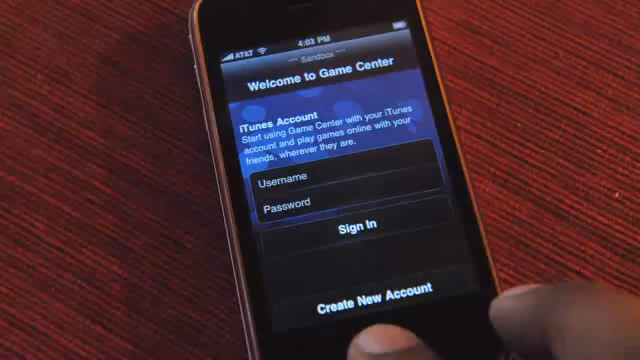 AT&T 4:03 PM
*** Sandbox ***
Welcome to Game Center
iTunes Account
Start using Game Center with your iTunes
account and play games online with your
friends, wherever they are.
Username
Password
Sign In
Create New Account